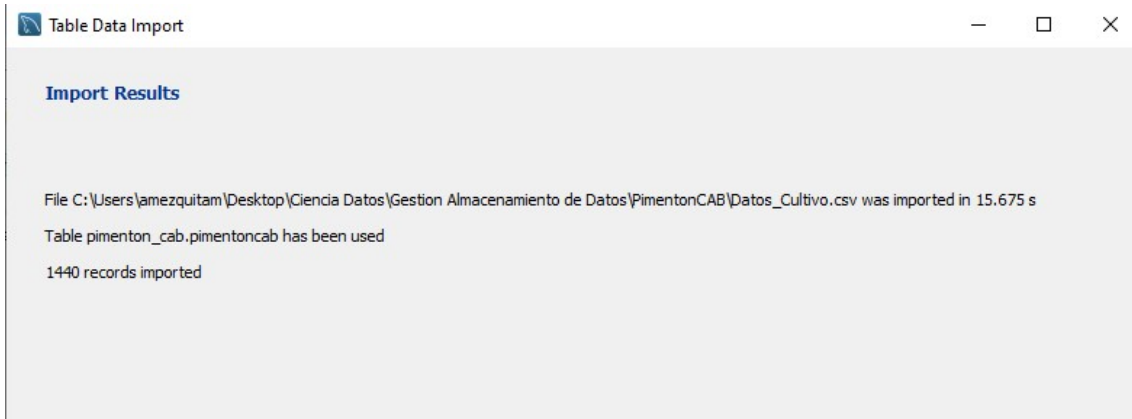 Table Data Import
Import Results
File C:\Users\amezquitam\Desktop\Ciencia Datos\Gestion Almacenamiento de Datos\PimentonCAB\Datos_Cultivo.csv was imported in 15.675 s
Table pimenton_cab.pimentoncab has been used
1440 records imported